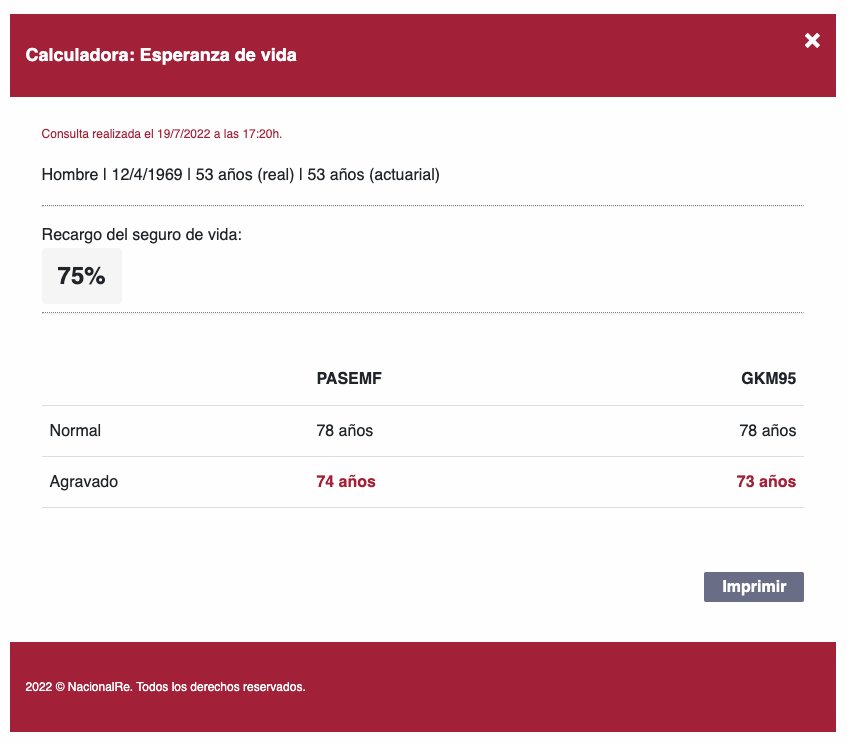 Calculadora: Esperanza de vida
Consulta realizada el 19/7/2022 a las 17:20h.
Hombre | 12/4/1969 | 53 años (real) | 53 años (actuarial)
Recargo del seguro de vida:
75%
PASEMF GKM95
Normal 78 años 78 años
Agravado 74 años 73 años
Imprimir
2022 © NacionalRe. Todos los derechos reservados.